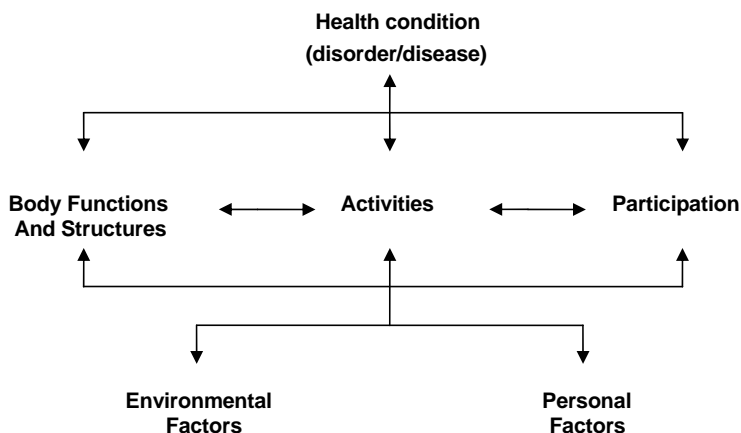 Health condition
(disorder/disease)
Body Functions
And Structures
Activities
Participation
Environmental
Factors
Personal
Factors